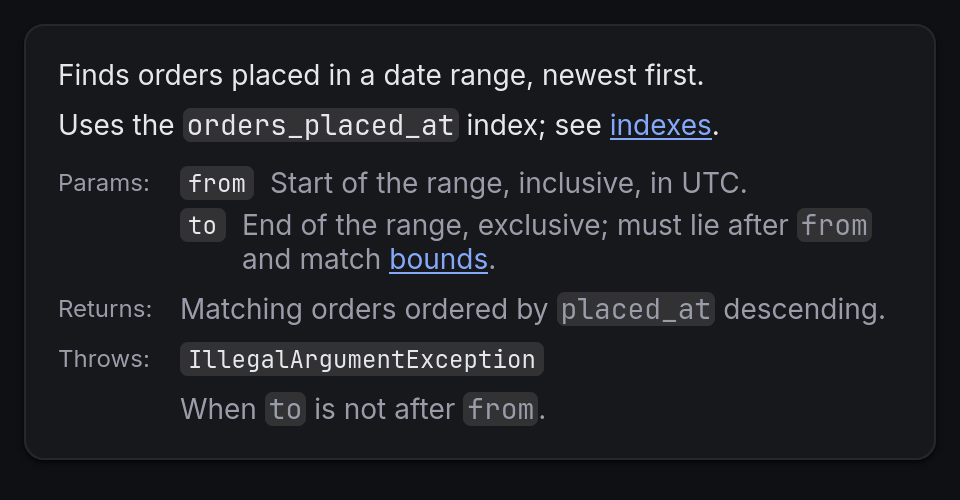 Finds orders placed in a date range, newest first.
Uses the orders_placed_at index; see indexes.
Params: from Start of the range, inclusive, in UTC.
to End of the range, exclusive; must lie after from
and match bounds.
Returns: Matching orders ordered by placed_at descending.
Throws: IllegalArgumentException
When to is not after from.